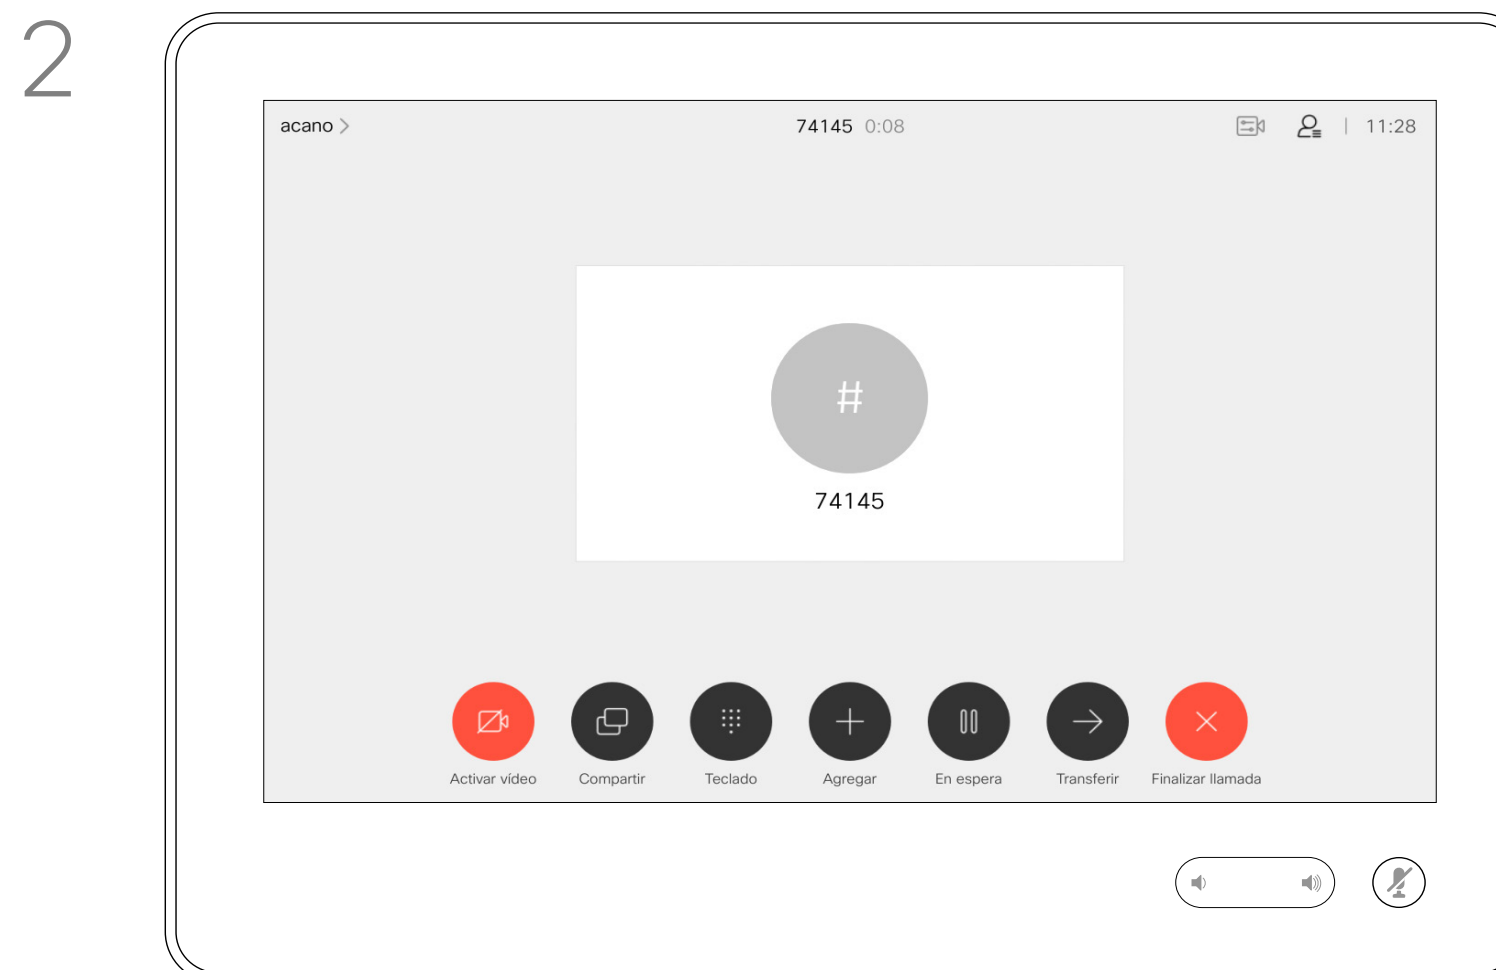 2
acano
74145 0:08
11:28
#
74145
Activar vídeo
Compartir
Teclado
Agregar
En espera
Transferir
Finalizar llamada